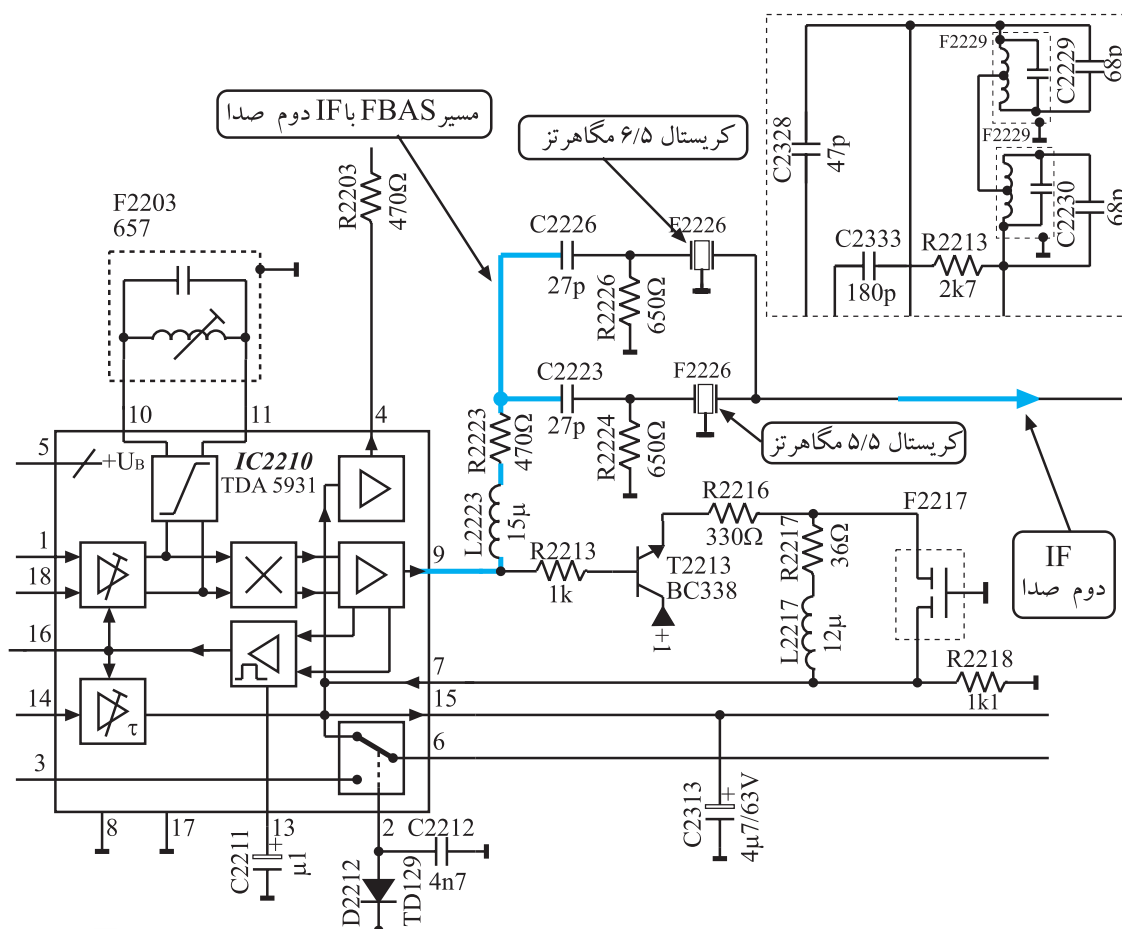 مسیر FBAS با IF دوم صدا
کریستال ۶/۵ مگاهرتز
F2229
C2229
68p
F2229
C2230
68p
C2328
47p
C2333
180p
R2213
2k7
F2203
657
R2203
470Ω
C2226
27p
F2226
R2226
650Ω
C2223
27p
F2226
R2224
650Ω
کریستال ۵/۵ مگاهرتز
R2223
470Ω
L2223
15μ
10
11
4
5
+UB
IC2210
TDA 5931
1
18
9
16
7
14
15
τ
6
3
8
17
13
2
R2213
1k
T2213
BC338
+1
R2216
330Ω
R2217
36Ω
L2217
12μ
F2217
R2218
1k1
IF
دوم صدا
C2211
+
μ1
C2212
4n7
D2212
TD129
C2313
+
4μ7/63V